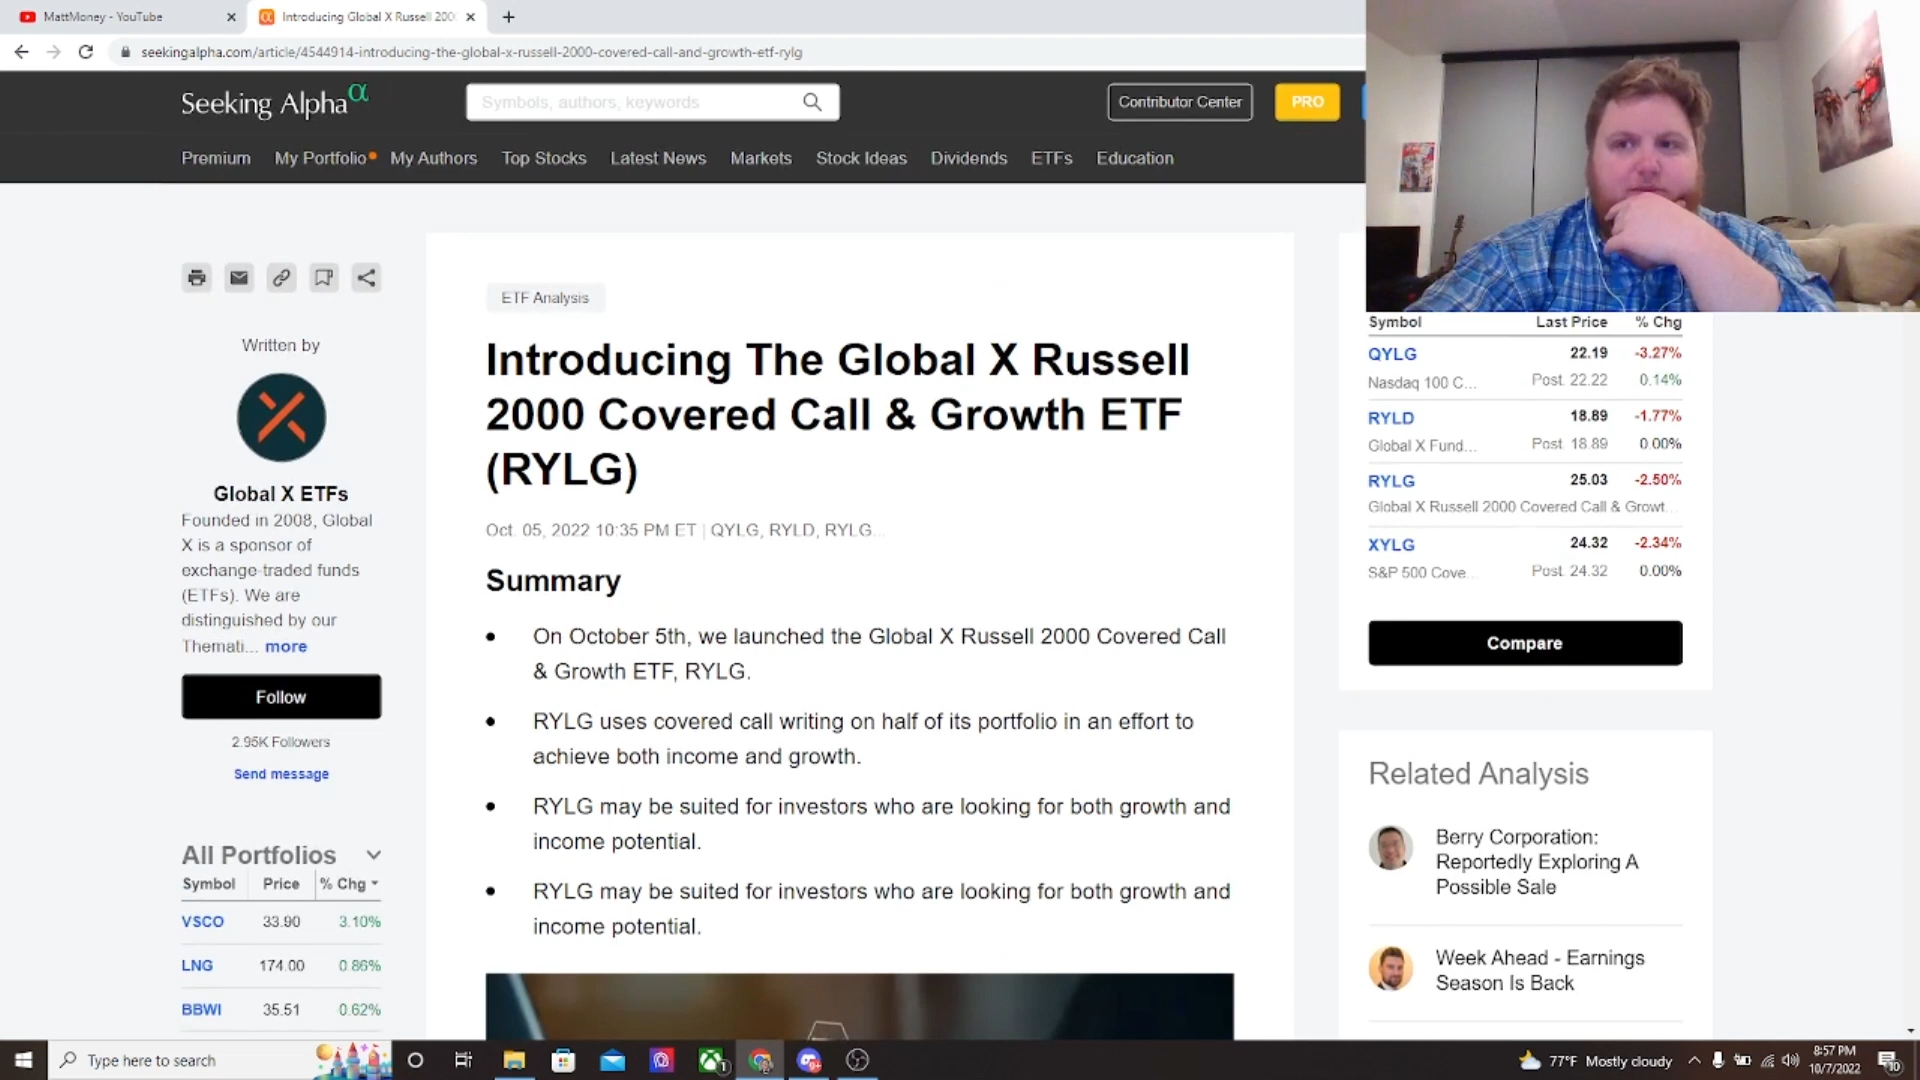 MattMoney - YouTube
Introducing Global X Russell 200
seekingalpha.com/article/4544914-introducing-the-global-x-russell-2000-covered-call-and-growth-etf-rylg
Seeking Alpha α
Symbols, authors, keywords
Contributor Center
PRO
Premium
My Portfolio
My Authors
Top Stocks
Latest News
Markets
Stock Ideas
Dividends
ETFs
Education
Written by
Global X ETFs
Founded in 2008, Global
X is a sponsor of
exchange-traded funds
(ETFs). We are
distinguished by our
Themati... more
Follow
2.95K Followers
Send message
All Portfolios
Symbol Price % Chg
VSCO 33.90 3.10%
LNG 174.00 0.86%
BBWI 35.51 0.62%
ETF Analysis
Introducing The Global X Russell
2000 Covered Call & Growth ETF
(RYLG)
Oct. 05, 2022 10:35 PM ET | QYLG, RYLD, RYLG...
Summary
On October 5th, we launched the Global X Russell 2000 Covered Call
& Growth ETF, RYLG.
RYLG uses covered call writing on half of its portfolio in an effort to
achieve both income and growth.
RYLG may be suited for investors who are looking for both growth and
income potential.
RYLG may be suited for investors who are looking for both growth and
income potential.
Symbol Last Price % Chg
QYLG 22.19 -3.27%
Nasdaq 100 C... Post. 22.22 0.14%
RYLD 18.89 -1.77%
Global X Fund... Post. 18.89 0.00%
RYLG 25.03 -2.50%
Global X Russell 2000 Covered Call & Growt...
XYLG 24.32 -2.34%
S&P 500 Cove... Post. 24.32 0.00%
Compare
Related Analysis
Berry Corporation:
Reportedly Exploring A
Possible Sale
Week Ahead - Earnings
Season Is Back
Type here to search
77°F Mostly cloudy
8:57 PM
10/7/2022
10